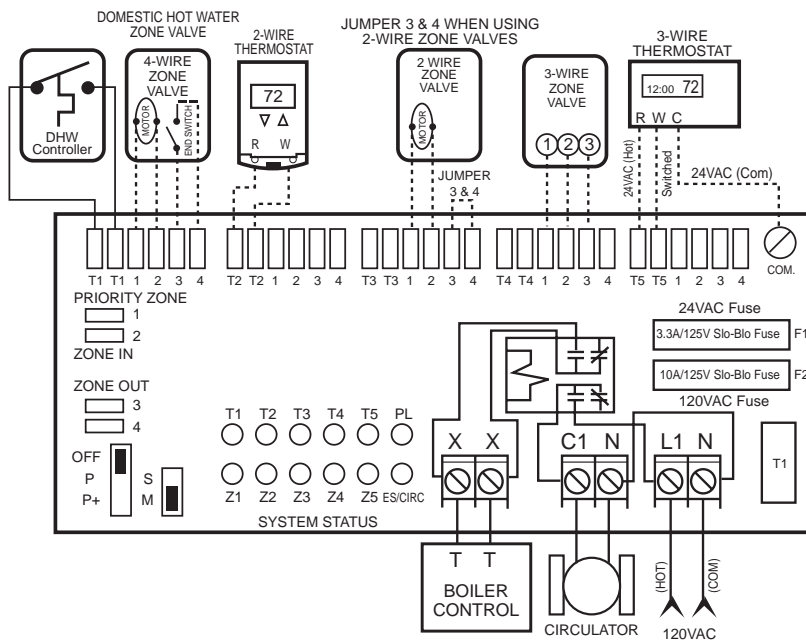 DOMESTIC HOT WATER
ZONE VALVE
2-WIRE
THERMOSTAT
JUMPER 3 & 4 WHEN USING
2-WIRE ZONE VALVES
3-WIRE
THERMOSTAT
4-WIRE
ZONE
VALVE
MOTOR
END SWITCH
DHW
Controller
72
R W
2 WIRE
ZONE
VALVE
MOTOR
JUMPER
3 & 4
3-WIRE
ZONE
VALVE
1 2 3
12:00 72
R W C
24VAC (Hot)
Switched
24VAC (Com)
T1 T1 1 2 3 4
T2 T2 1 2 3 4
T3 T3 1 2 3 4
T4 T4 1 2 3 4
T5 T5 1 2 3 4
COM.
PRIORITY ZONE
1
2
ZONE IN
ZONE OUT
3
4
OFF
P
P+
S
M
T1 T2 T3 T4 T5 PL
Z1 Z2 Z3 Z4 Z5 ES/CIRC
SYSTEM STATUS
X X
C1 N
L1 N
24VAC Fuse
3.3A/125V Slo-Blo Fuse F1
10A/125V Slo-Blo Fuse F2
120VAC Fuse
T1
T T
BOILER
CONTROL
CIRCULATOR
(HOT)
(COM)
120VAC